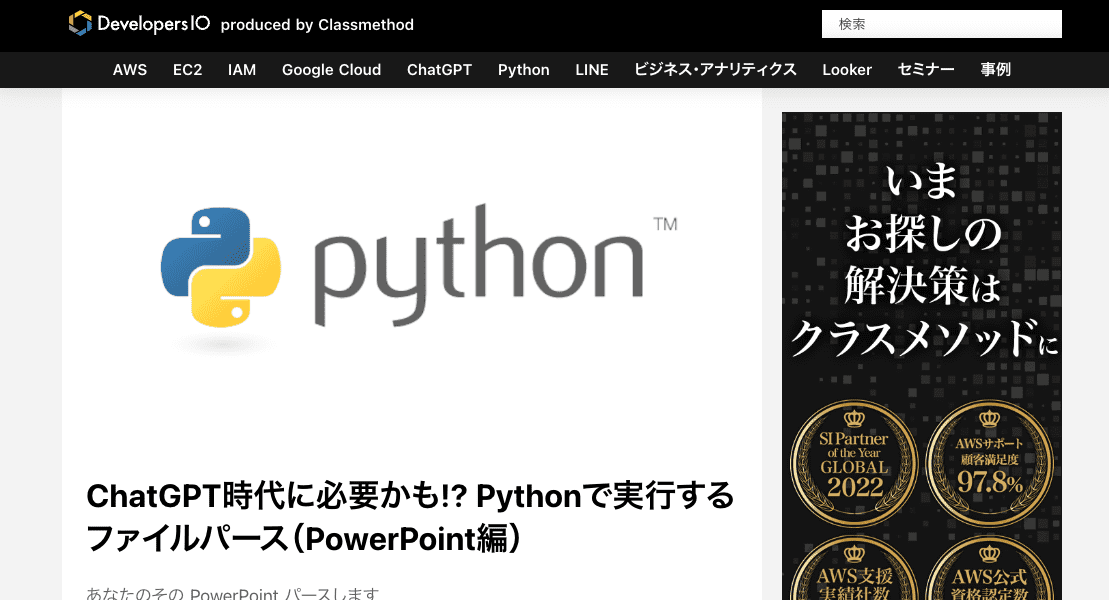 DevelopersIO produced by Classmethod
検索
AWS EC2 IAM Google Cloud ChatGPT Python LINE ビジネス・アナリティクス Looker セミナー 事例
python™
ChatGPT時代に必要かも!? Pythonで実行する
ファイルパース（PowerPoint編）
あなたのその PowerPoint パースします
いま
お探しの
解決策は
クラスメソッドに
SI Partner
of the Year
GLOBAL
2022
AWSサポート
顧客満足度
97.8%
AWS支援
実績社数
AWS公式
資格認定数